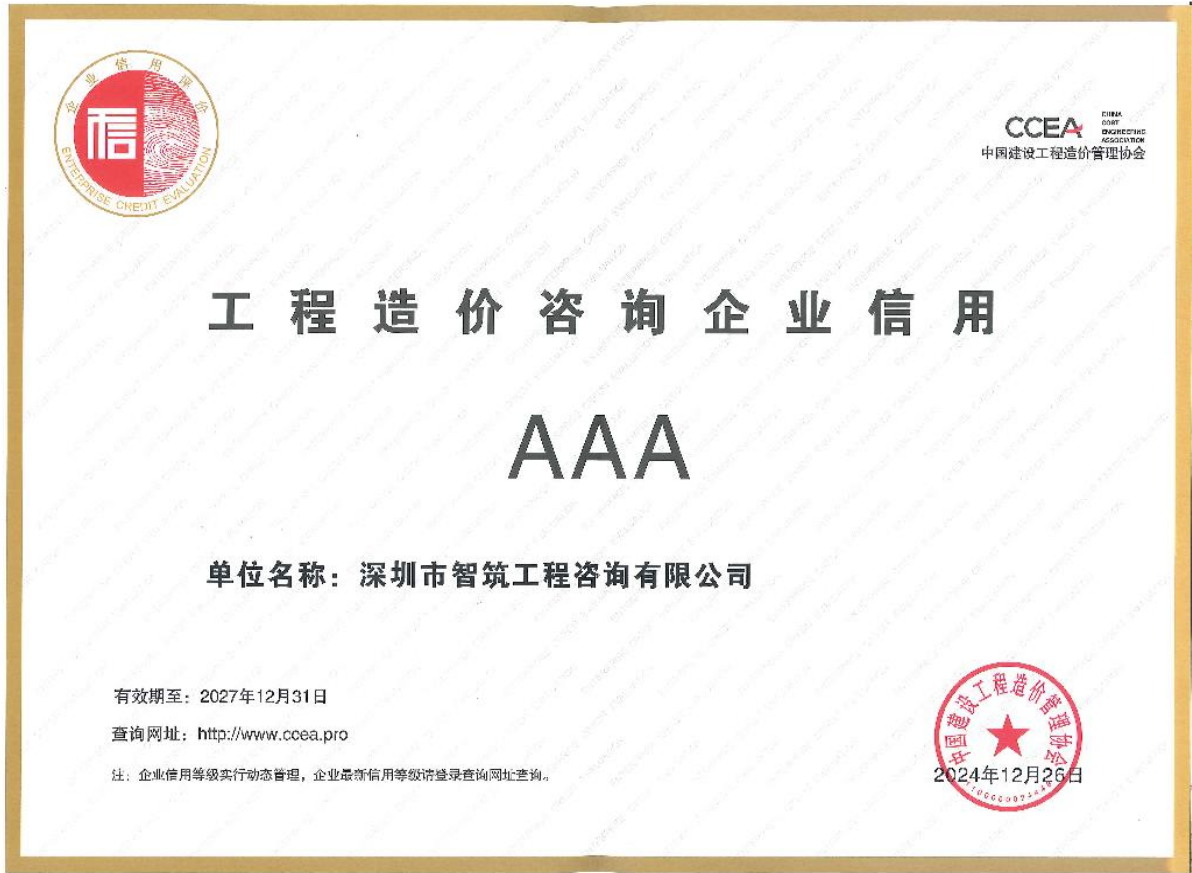 企业信用评价
信
ENTERPRISE CREDIT EVALUATION
CCEA
CHINA
COST
ENGINEERING
ASSOCIATION
中国建设工程造价管理协会
工程造价咨询企业信用
AAA
单位名称：深圳市智筑工程咨询有限公司
有效期至：2027年12月31日
查询网址：http://www.ccea.pro
注：企业信用等级实行动态管理，企业最新信用等级请登录查询网址查询。
中国建设工程造价管理协会
2024年12月26日